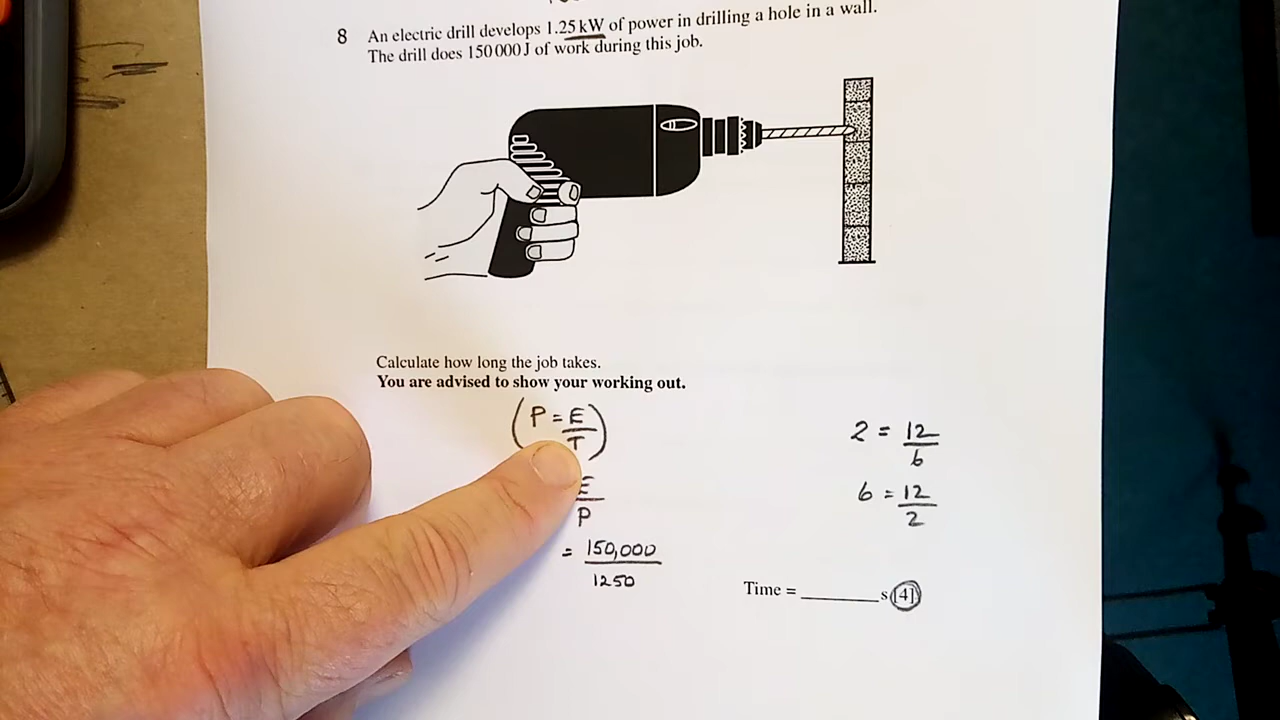 8 An electric drill develops 1.25 kW of power in drilling a hole in a wall.
The drill does 150 000 J of work during this job.
Calculate how long the job takes.
You are advised to show your working out.
(P = E/T)
E/P
= 150,000/1250
2 = 12/6
6 = 12/2
Time = ________ s [4]